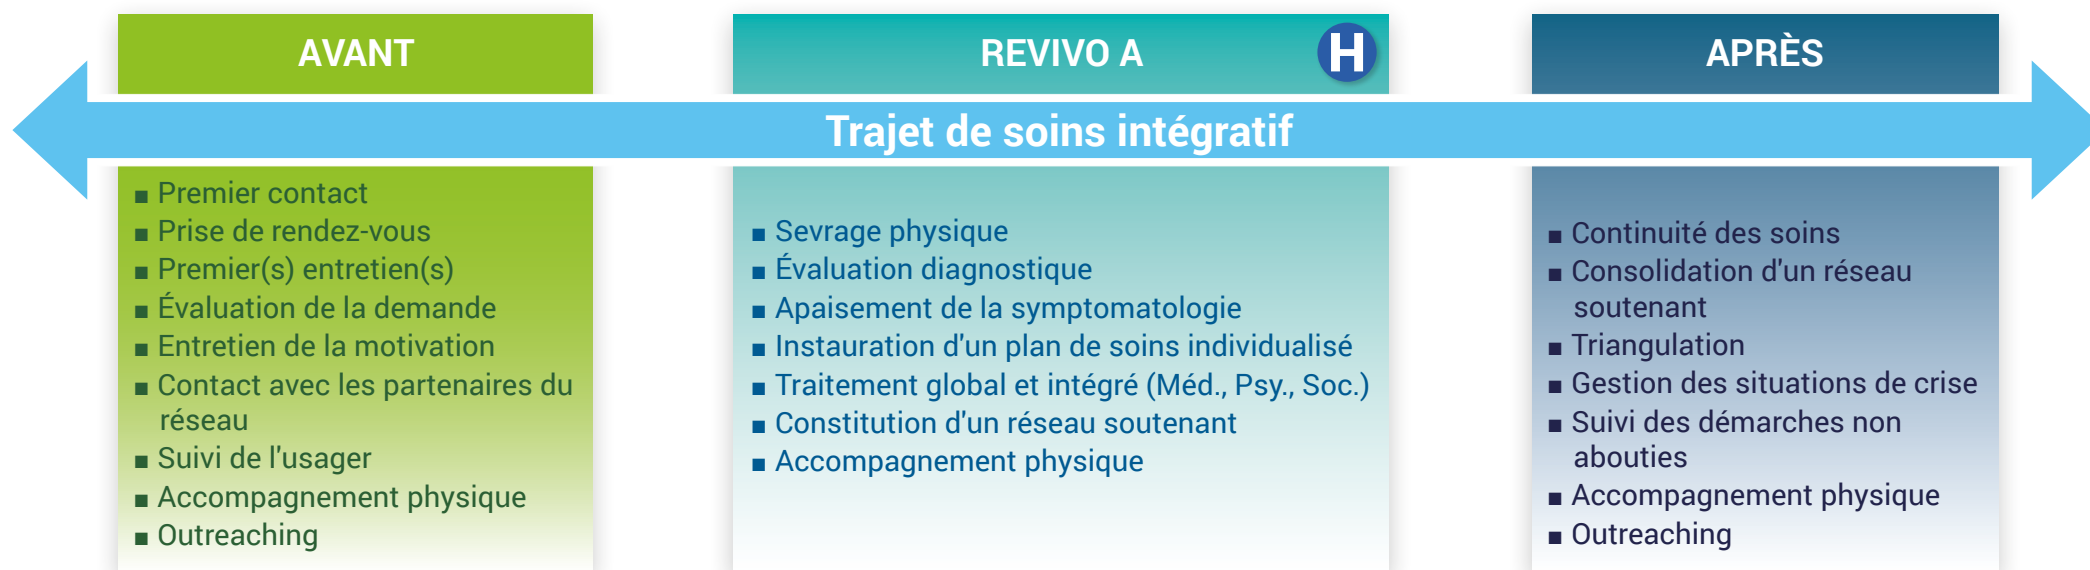 AVANT
REVIVO A
H
APRÈS
Trajet de soins intégratif
■ Premier contact
■ Prise de rendez-vous
■ Premier(s) entretien(s)
■ Évaluation de la demande
■ Entretien de la motivation
■ Contact avec les partenaires du
réseau
■ Suivi de l'usager
■ Accompagnement physique
■ Outreaching
■ Sevrage physique
■ Évaluation diagnostique
■ Apaisement de la symptomatologie
■ Instauration d'un plan de soins individualisé
■ Traitement global et intégré (Méd., Psy., Soc.)
■ Constitution d'un réseau soutenant
■ Accompagnement physique
■ Continuité des soins
■ Consolidation d'un réseau
soutenant
■ Triangulation
■ Gestion des situations de crise
■ Suivi des démarches non
abouties
■ Accompagnement physique
■ Outreaching